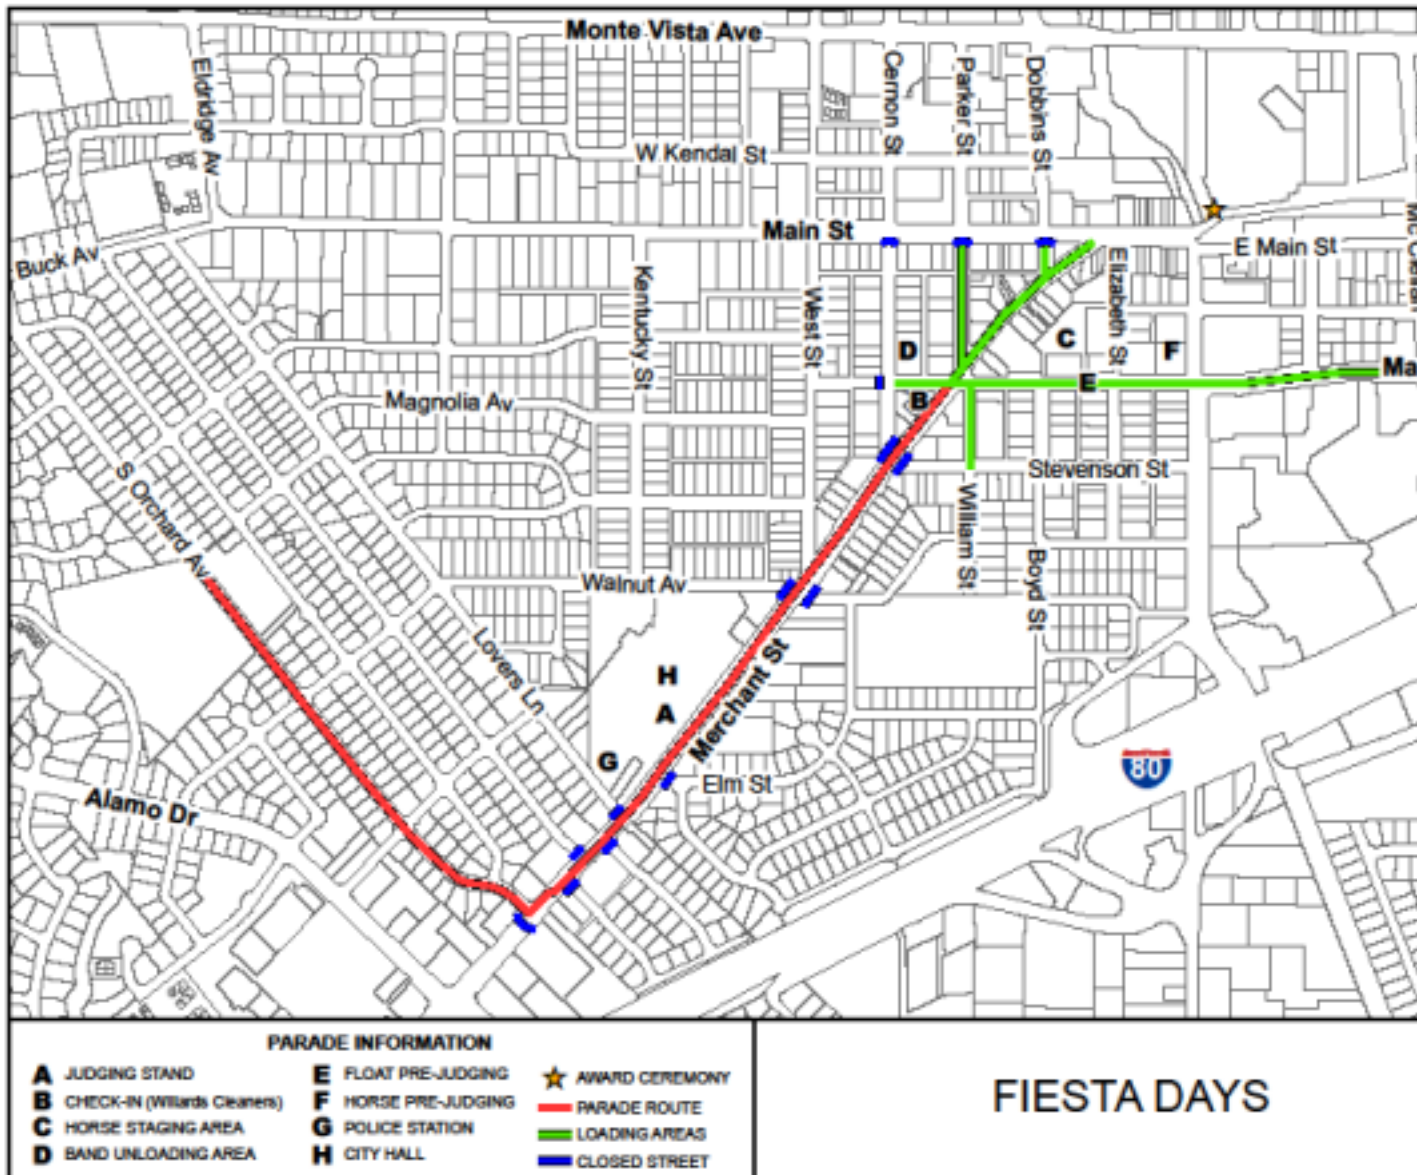 Monte Vista Ave
Eldridge Av
Cernon St
Parker St
Dobbins St
W Kendal St
Main St
E Main St
Buck Av
Kentucky St
West St
Elizabeth St
D
C
F
E
Ma
B
Magnolia Av
S Orchard Av
Stevenson St
William St
Boyd St
Walnut Av
Lovers Ln
H
A
Merchant St
G
Elm St
80
Alamo Dr
PARADE INFORMATION
A JUDGING STAND
B CHECK-IN (Willards Cleaners)
C HORSE STAGING AREA
D BAND UNLOADING AREA
E FLOAT PRE-JUDGING
F HORSE PRE-JUDGING
G POLICE STATION
H CITY HALL
AWARD CEREMONY
PARADE ROUTE
LOADING AREAS
CLOSED STREET
FIESTA DAYS